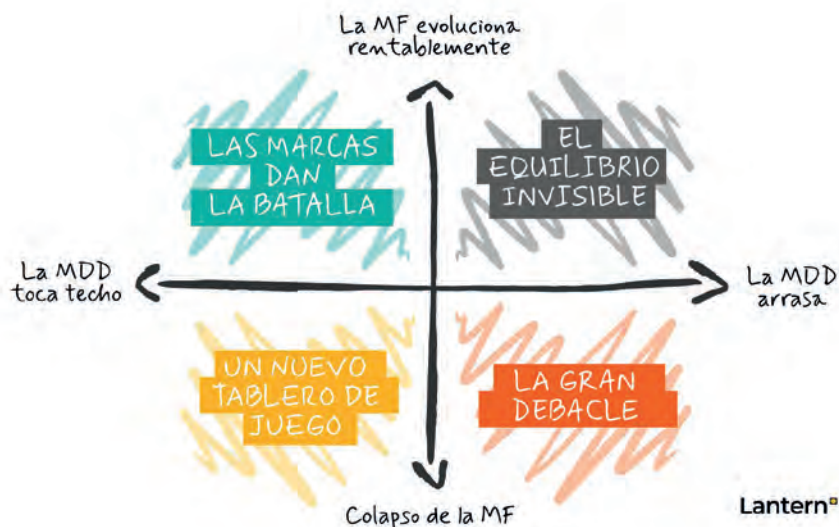 La MF evoluciona
rentablemente
LAS MARCAS
DAN
LA BATALLA
EL
EQUILIBRIO
INVISIBLE
La MDD
toca techo
La MDD
arrasa
UN NUEVO
TABLERO DE
JUEGO
LA GRAN
DEBACLE
Colapso de la MF
Lantern